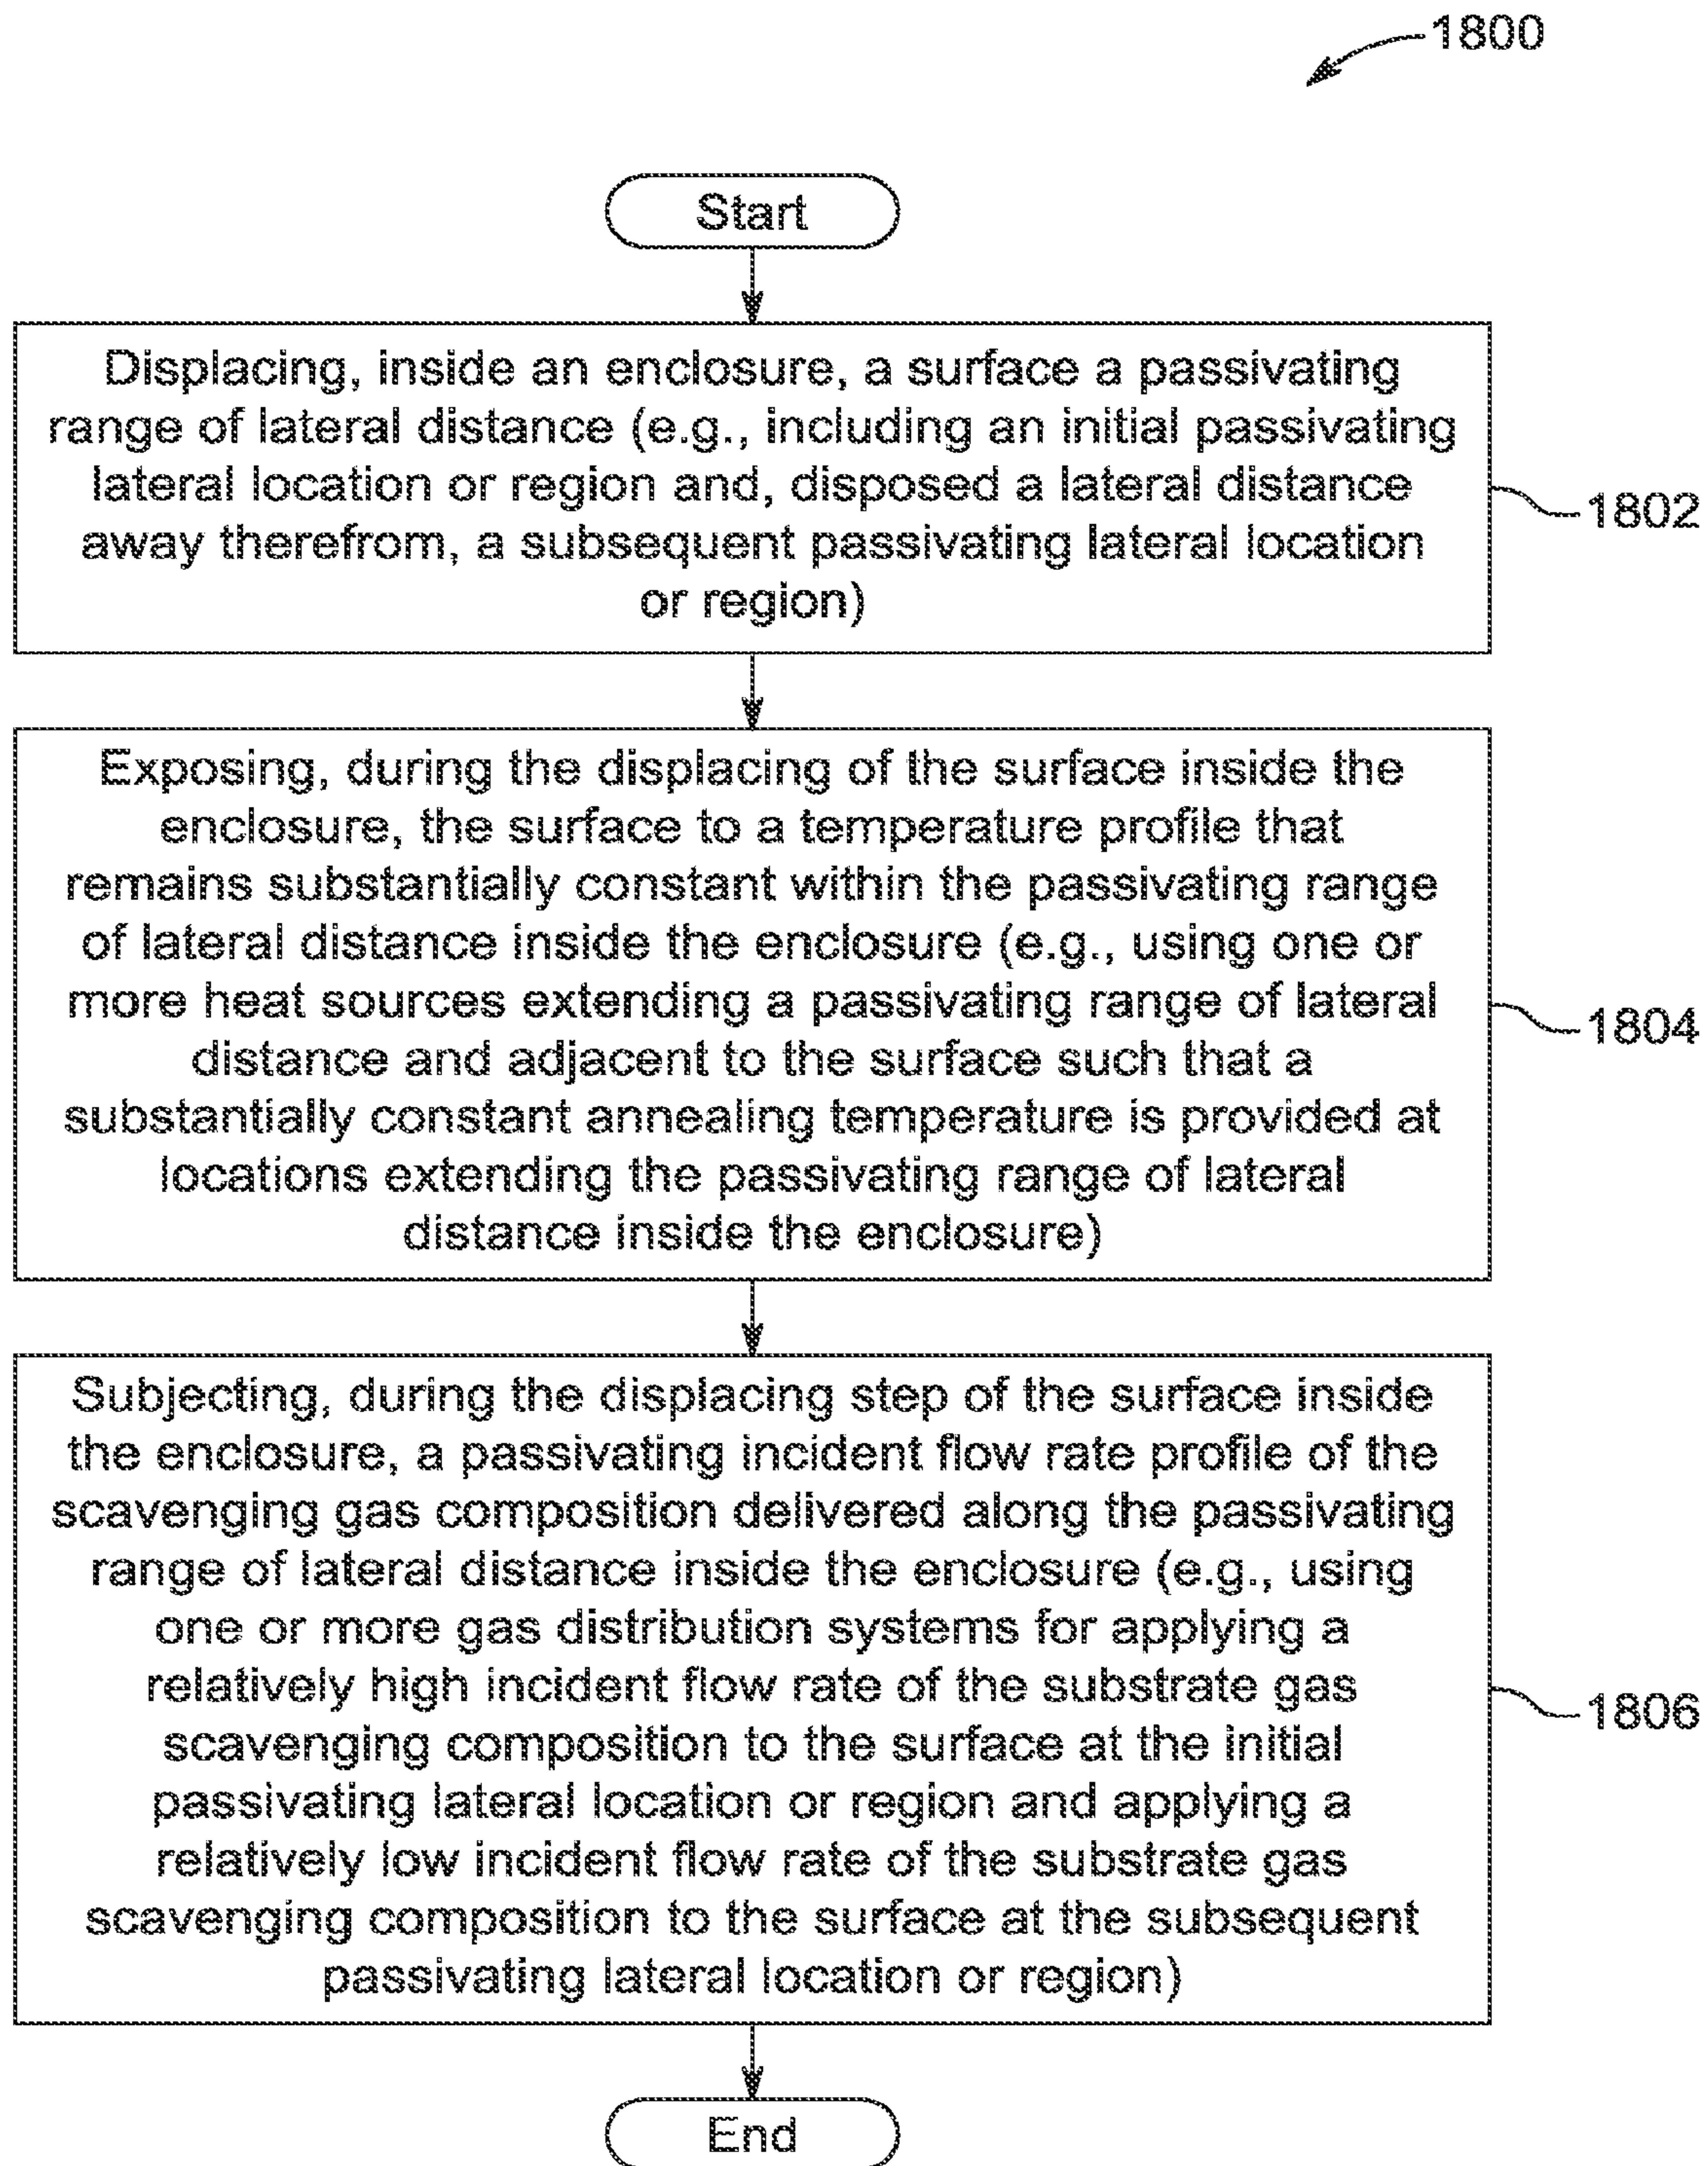 1800
Start
Displacing, inside an enclosure, a surface a passivating
range of lateral distance (e.g., including an initial passivating
lateral location or region and, disposed a lateral distance
away therefrom, a subsequent passivating lateral location
or region)
1802
Exposing, during the displacing of the surface inside the
enclosure, the surface to a temperature profile that
remains substantially constant within the passivating range
of lateral distance inside the enclosure (e.g., using one or
more heat sources extending a passivating range of lateral
distance and adjacent to the surface such that a
substantially constant annealing temperature is provided at
locations extending the passivating range of lateral
distance inside the enclosure)
1804
Subjecting, during the displacing step of the surface inside
the enclosure, a passivating incident flow rate profile of the
scavenging gas composition delivered along the passivating
range of lateral distance inside the enclosure (e.g., using
one or more gas distribution systems for applying a
relatively high incident flow rate of the substrate gas
scavenging composition to the surface at the initial
passivating lateral location or region and applying a
relatively low incident flow rate of the substrate gas
scavenging composition to the surface at the subsequent
passivating lateral location or region)
1806
End